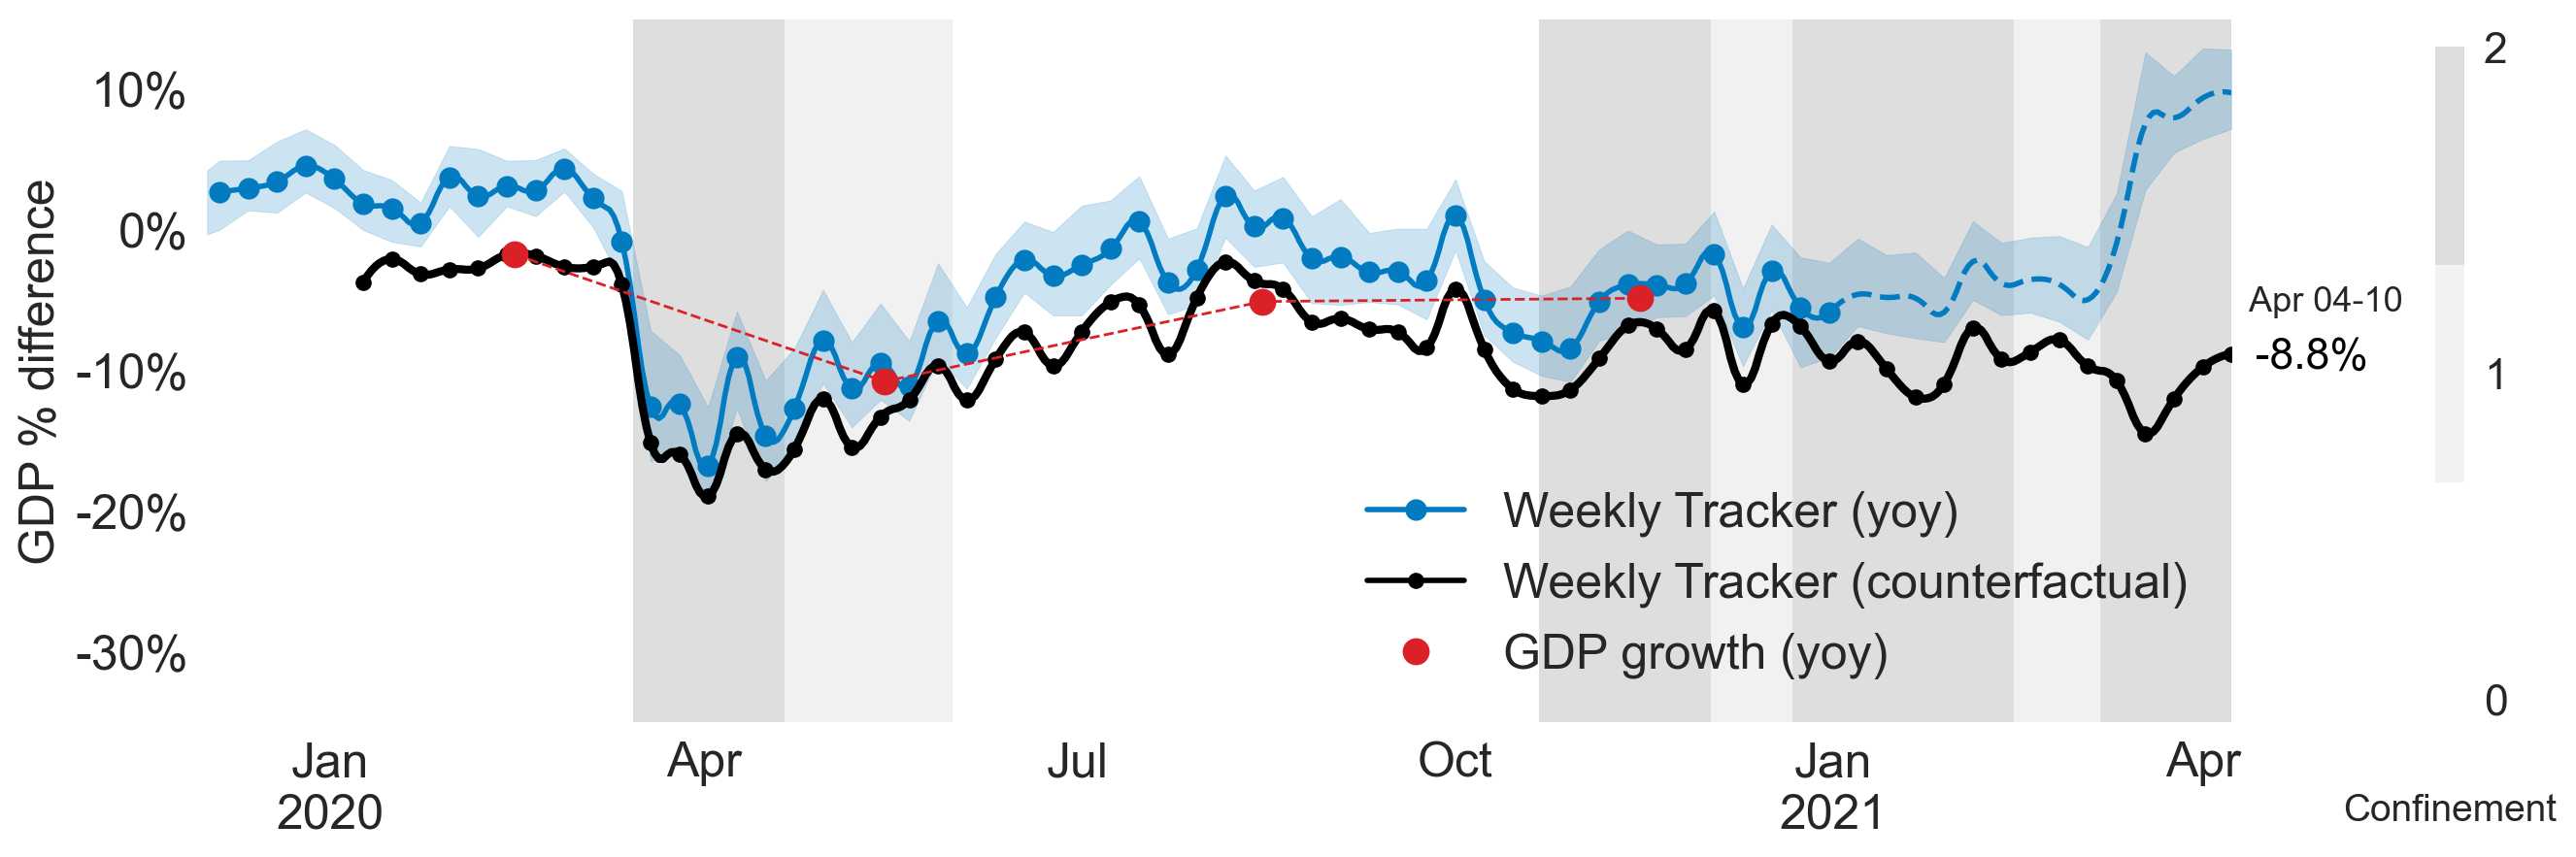 GDP % difference
10%
0%
-10%
-20%
-30%
Jan
2020
Apr
Jul
Oct
Jan
2021
Apr
Weekly Tracker (yoy)
Weekly Tracker (counterfactual)
GDP growth (yoy)
Apr 04-10
-8.8%
2
1
0
Confinement